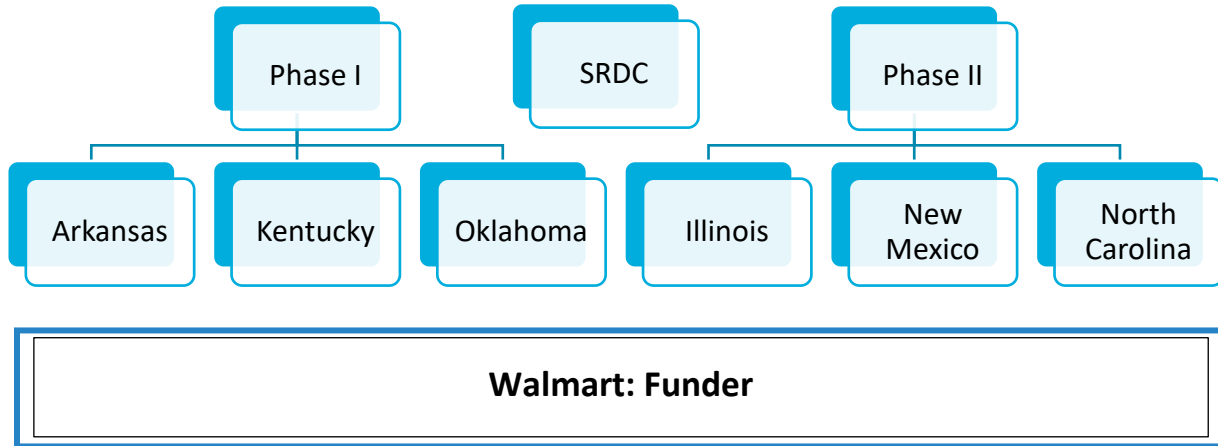 Phase I
SRDC
Phase II
Arkansas
Kentucky
Oklahoma
Illinois
New
Mexico
North
Carolina
Walmart: Funder